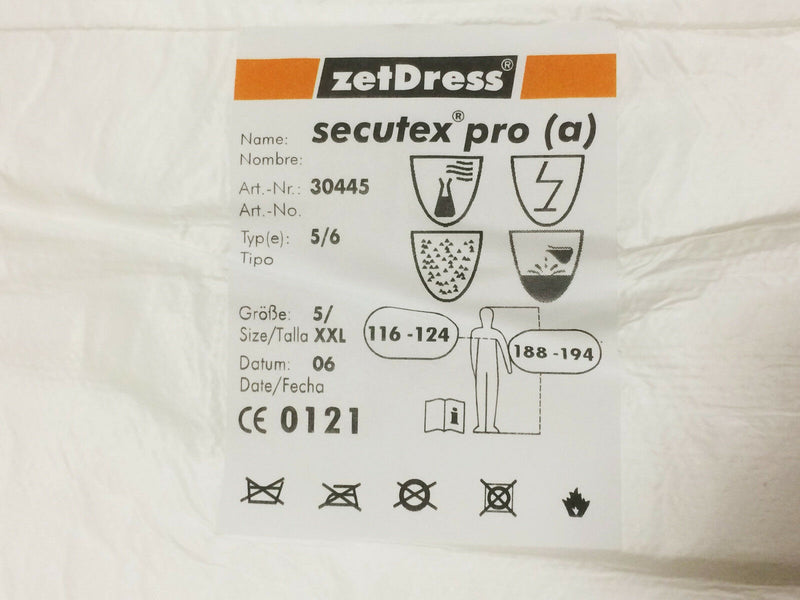 zetDress®
Name: secutex® pro (a)
Nombre:
Art.-Nr.: 30445
Art.-No.
Typ(e): 5/6
Tipo
Größe: 5/
Size/Talla XXL
116 -124
188 -194
Datum: 06
Date/Fecha
i
CE 0121